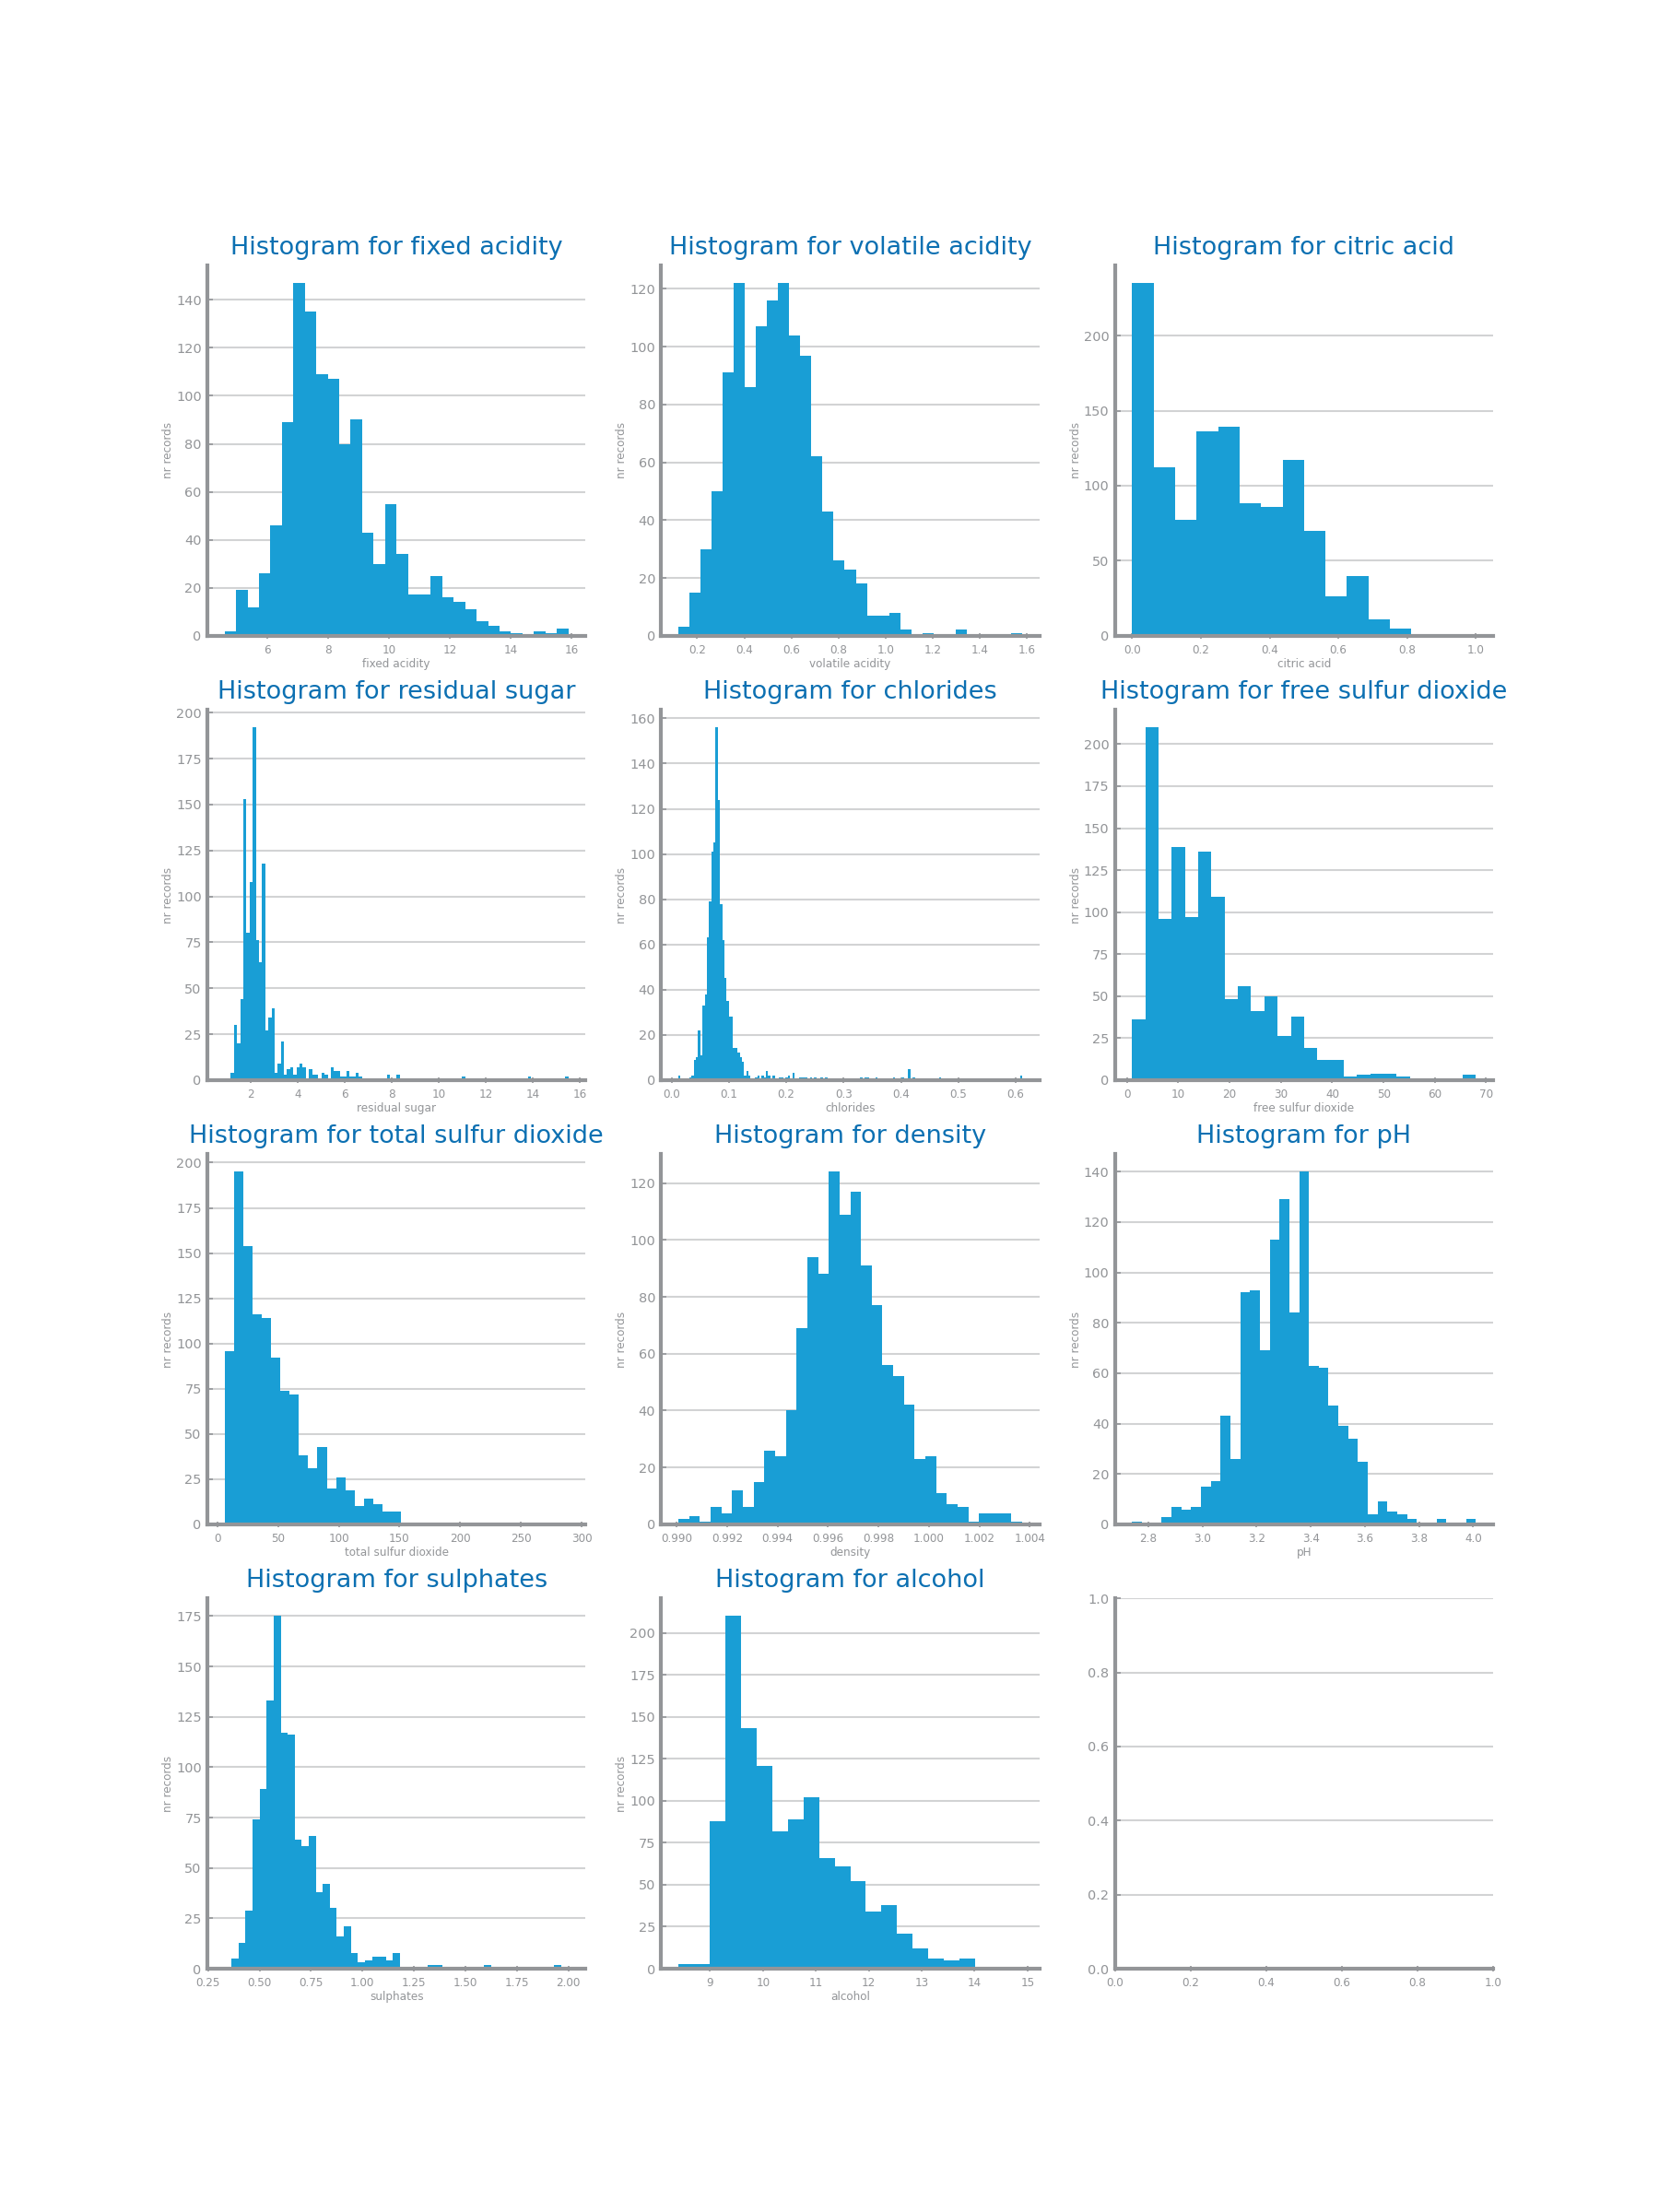 Histogram for fixed acidity
nr records
0 20 40 60 80 100 120 140
6 8 10 12 14 16
fixed acidity
Histogram for volatile acidity
nr records
0 20 40 60 80 100 120
0.2 0.4 0.6 0.8 1.0 1.2 1.4 1.6
volatile acidity
Histogram for citric acid
nr records
0 50 100 150 200
0.0 0.2 0.4 0.6 0.8 1.0
citric acid
Histogram for residual sugar
nr records
0 25 50 75 100 125 150 175 200
2 4 6 8 10 12 14 16
residual sugar
Histogram for chlorides
nr records
0 20 40 60 80 100 120 140 160
0.0 0.1 0.2 0.3 0.4 0.5 0.6
chlorides
Histogram for free sulfur dioxide
nr records
0 25 50 75 100 125 150 175 200
0 10 20 30 40 50 60 70
free sulfur dioxide
Histogram for total sulfur dioxide
nr records
0 25 50 75 100 125 150 175 200
0 50 100 150 200 250 300
total sulfur dioxide
Histogram for density
nr records
0 20 40 60 80 100 120
0.990 0.992 0.994 0.996 0.998 1.000 1.002 1.004
density
Histogram for pH
nr records
0 20 40 60 80 100 120 140
2.8 3.0 3.2 3.4 3.6 3.8 4.0
pH
Histogram for sulphates
nr records
0 25 50 75 100 125 150 175
0.25 0.50 0.75 1.00 1.25 1.50 1.75 2.00
sulphates
Histogram for alcohol
nr records
0 25 50 75 100 125 150 175 200
9 10 11 12 13 14 15
alcohol
0.0 0.2 0.4 0.6 0.8 1.0
0.0 0.2 0.4 0.6 0.8 1.0